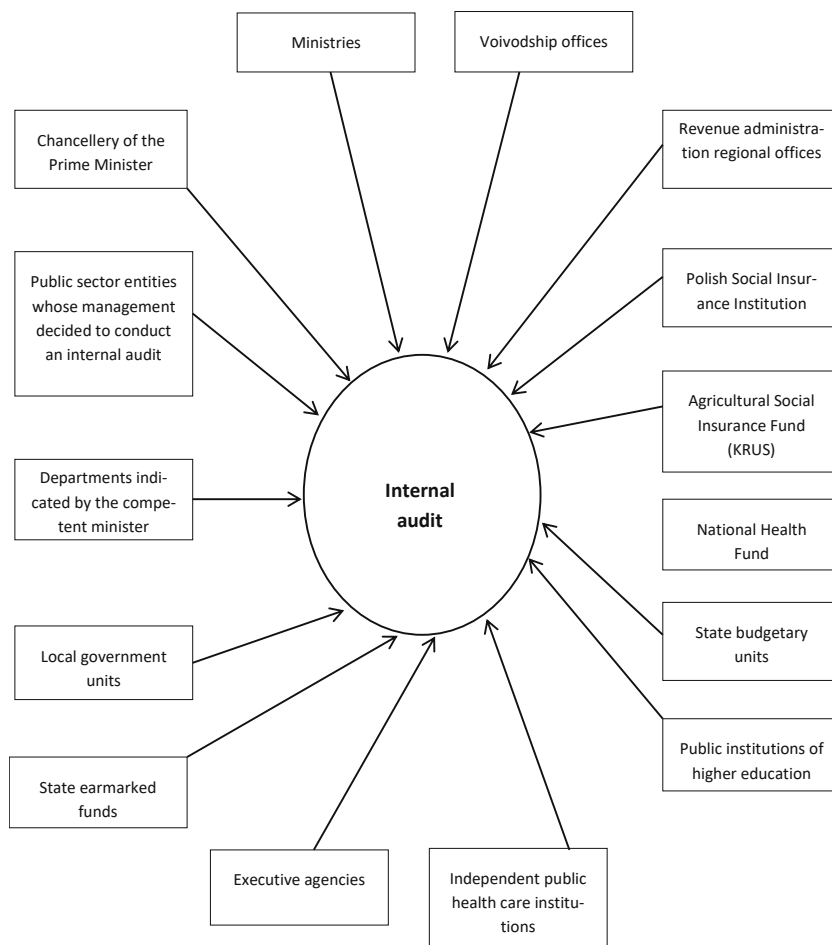 Ministries
Voivodship offices
Chancellery of the
Prime Minister
Revenue administra-
tion regional offices
Public sector entities
whose management
decided to conduct
an internal audit
Polish Social Insur-
ance Institution
Agricultural Social
Insurance Fund
(KRUS)
Departments indi-
cated by the compe-
tent minister
Internal
audit
National Health
Fund
Local government
units
State budgetary
units
State earmarked
funds
Public institutions of
higher education
Executive agencies
Independent public
health care institu-
tions